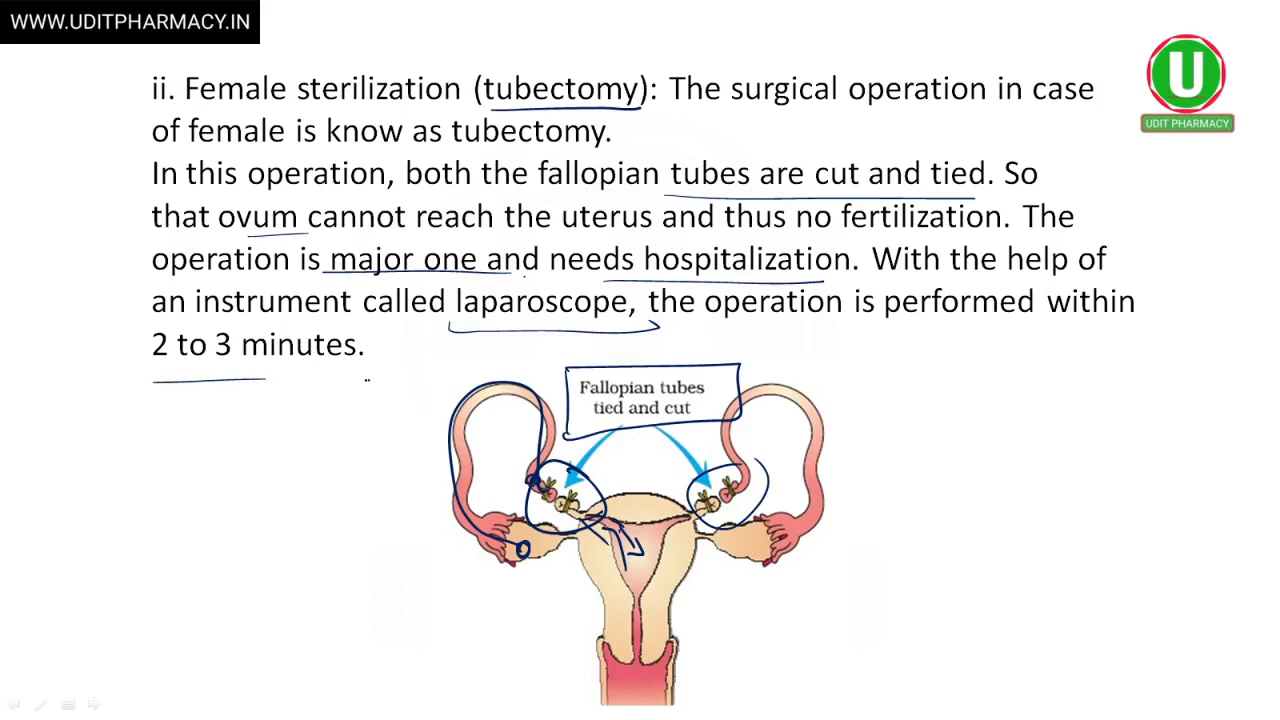 WWW.UDITPHARMACY.IN
ii. Female sterilization (tubectomy): The surgical operation in case
of female is know as tubectomy.
In this operation, both the fallopian tubes are cut and tied. So
that ovum cannot reach the uterus and thus no fertilization. The
operation is major one and needs hospitalization. With the help of
an instrument called laparoscope, the operation is performed within
2 to 3 minutes.
U
UDIT PHARMACY
Fallopian tubes
tied and cut